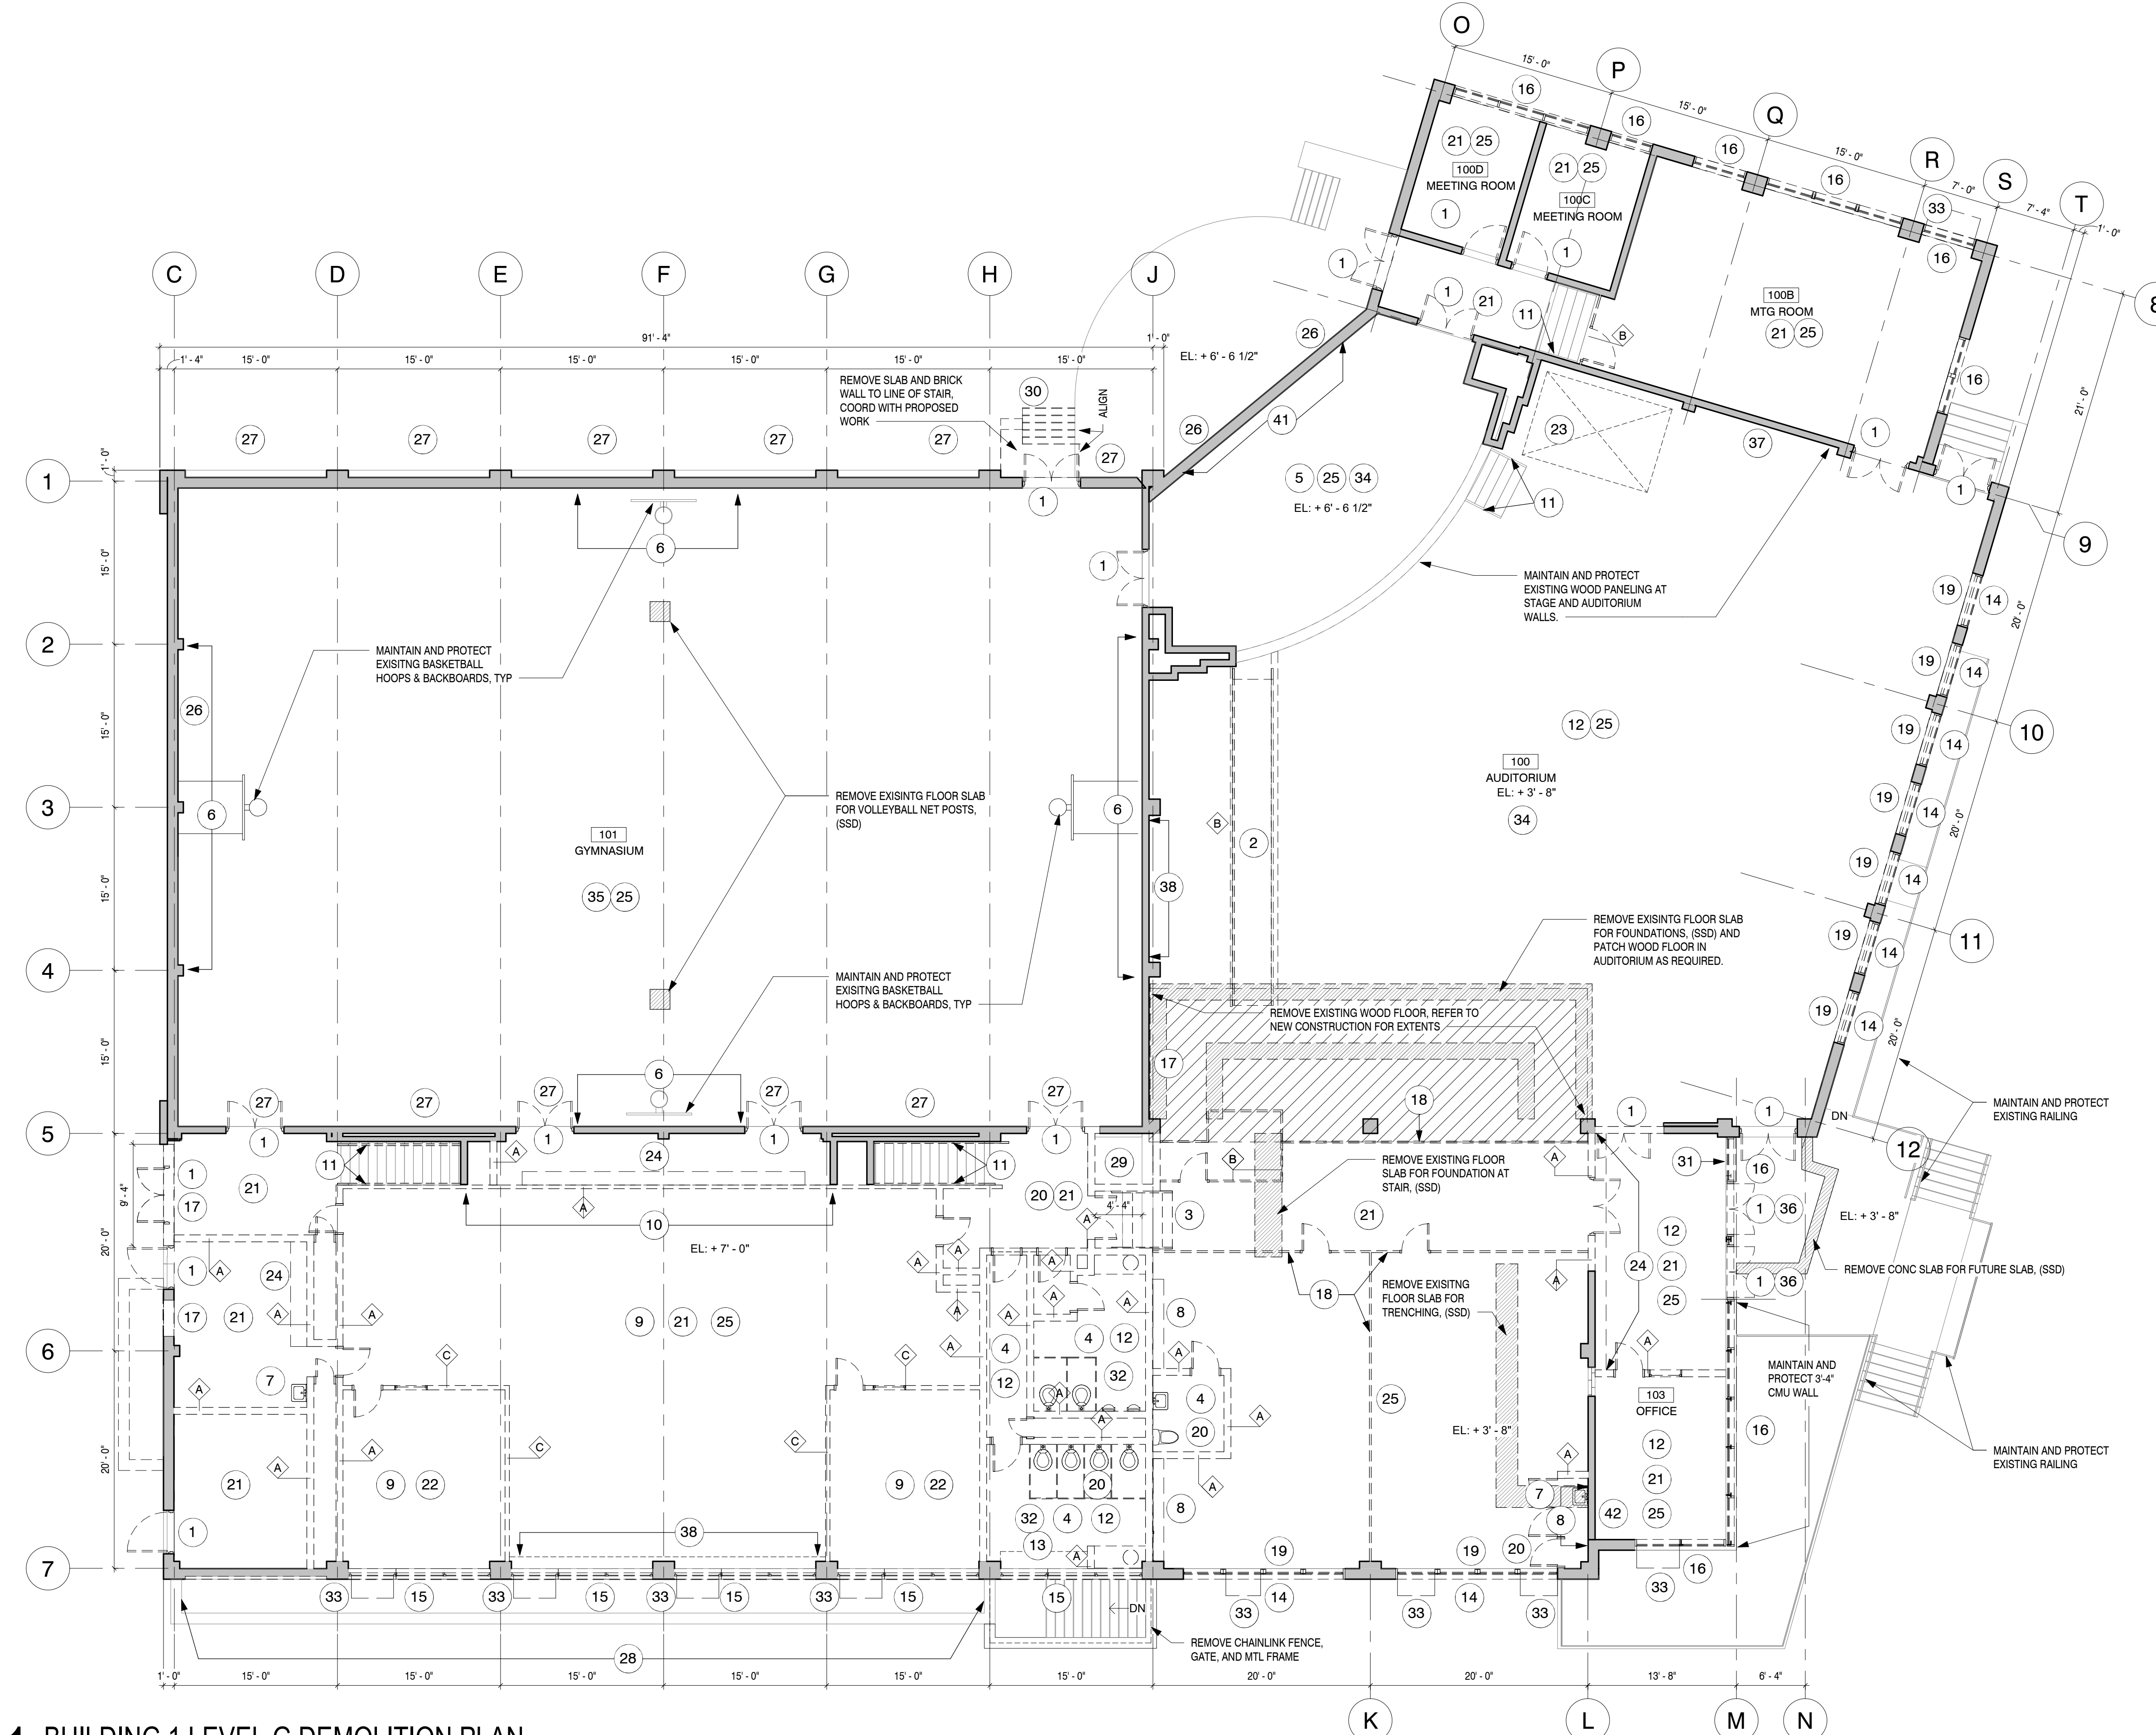 O
15' - 0"
P
15' - 0"
Q
15' - 0"
R
7' - 0"
S
7' - 4"
T
1' - 0"
16
16
16
16
33
16
21 25
100D
MEETING ROOM
1
21 25
100C
MEETING ROOM
1
100B
MTG ROOM
21 25
1
1
21
11
B
26
16
8
21' - 0"
C
D
E
F
G
H
J
91' - 4"
1' - 0"
1' - 4"
15' - 0"
15' - 0"
15' - 0"
15' - 0"
15' - 0"
15' - 0"
EL: + 6' - 6 1/2"
REMOVE SLAB AND BRICK
WALL TO LINE OF STAIR,
COORD WITH PROPOSED
WORK
30
ALIGN
41
26
23
37
1
1
27
27
27
27
27
27
1' - 0"
1
1
5 25 34
EL: + 6' - 6 1/2"
11
9
6
15' - 0"
1
MAINTAIN AND PROTECT
EXISTING WOOD PANELING AT
STAGE AND AUDITORIUM
WALLS.
19
14
20' - 0"
2
MAINTAIN AND PROTECT
EXISITNG BASKETBALL
HOOPS & BACKBOARDS, TYP
19
14
26
15' - 0"
12 25
19
14
10
100
AUDITORIUM
EL: + 3' - 8"
34
19
14
20' - 0"
3
6
101
GYMNASIUM
35 25
REMOVE EXISINTG FLOOR SLAB
FOR VOLLEYBALL NET POSTS,
(SSD)
6
B
2
38
19
14
15' - 0"
REMOVE EXISINTG FLOOR SLAB
FOR FOUNDATIONS, (SSD) AND
PATCH WOOD FLOOR IN
AUDITORIUM AS REQUIRED.
19
14
11
4
MAINTAIN AND PROTECT
EXISITNG BASKETBALL
HOOPS & BACKBOARDS, TYP
REMOVE EXISTING WOOD FLOOR, REFER TO
NEW CONSTRUCTION FOR EXTENTS
19
14
20' - 0"
15' - 0"
17
6
27
27
27
27
27
27
18
1
1
DN
MAINTAIN AND PROTECT
EXISTING RAILING
5
1
1
1
1
12
11
A
24
11
29
B
REMOVE EXISTING FLOOR
SLAB FOR FOUNDATION AT
STAIR, (SSD)
A
31
16
1
21
9' - 4"
17
20 21
4' - 4"
3
21
1 36
EL: + 3' - 8"
A
10
A
12
20' - 0"
EL: + 7' - 0"
A
A
A
24
21
REMOVE CONC SLAB FOR FUTURE SLAB, (SSD)
1
A
24
A
1 36
25
18
REMOVE EXISITNG
FLOOR SLAB FOR
TRENCHING, (SSD)
A
A
17
21
A
A
9 21 25
A
A
A
8
4
4 12
A
A
6
C
C
7
A
12
32
A
A
4
20
A
25
103
OFFICE
MAINTAIN AND
PROTECT 3'-4"
CMU WALL
16
20' - 0"
A
A
C
C
EL: + 3' - 8"
12
A
MAINTAIN AND PROTECT
EXISTING RAILING
21
9 22
9 22
20
A
7
21
8
32 4 12
13
A
8
42
25
1
38
19
19
20
7
33
15
33
15
33
15
33
15
15
DN
33
14
33
14
33
33
16
28
REMOVE CHAINLINK FENCE,
GATE, AND MTL FRAME
1' - 0"
15' - 0"
15' - 0"
15' - 0"
15' - 0"
15' - 0"
15' - 0"
20' - 0"
20' - 0"
13' - 8"
6' - 4"
K
L
M
N
BUILDING 1 LEVEL C DEMOLITION PLAN